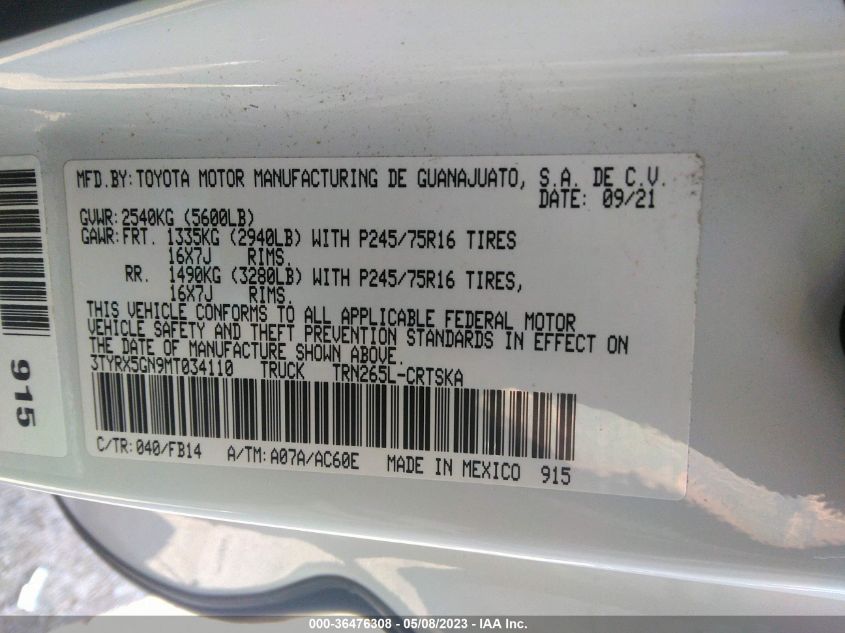 MFD.BY: TOYOTA MOTOR MANUFACTURING DE GUANAJUATO, S.A. DE C.V.
DATE: 09/21
GVWR: 2540KG (5600LB)
GAWR: FRT. 1335KG (2940LB) WITH P245/75R16 TIRES
16X7J RIMS.
RR. 1490KG (3280LB) WITH P245/75R16 TIRES,
16X7J RIMS.
THIS VEHICLE CONFORMS TO ALL APPLICABLE FEDERAL MOTOR
VEHICLE SAFETY AND THEFT PREVENTION STANDARDS IN EFFECT ON
THE DATE OF MANUFACTURE SHOWN ABOVE.
3TYRX5GN9MT034110 TRUCK TRN265L-CRTSKA
C/TR: 040/FB14 A/TM: A07A/AC60E MADE IN MEXICO 915
915
000-36476308 - 05/08/2023 - IAA Inc.